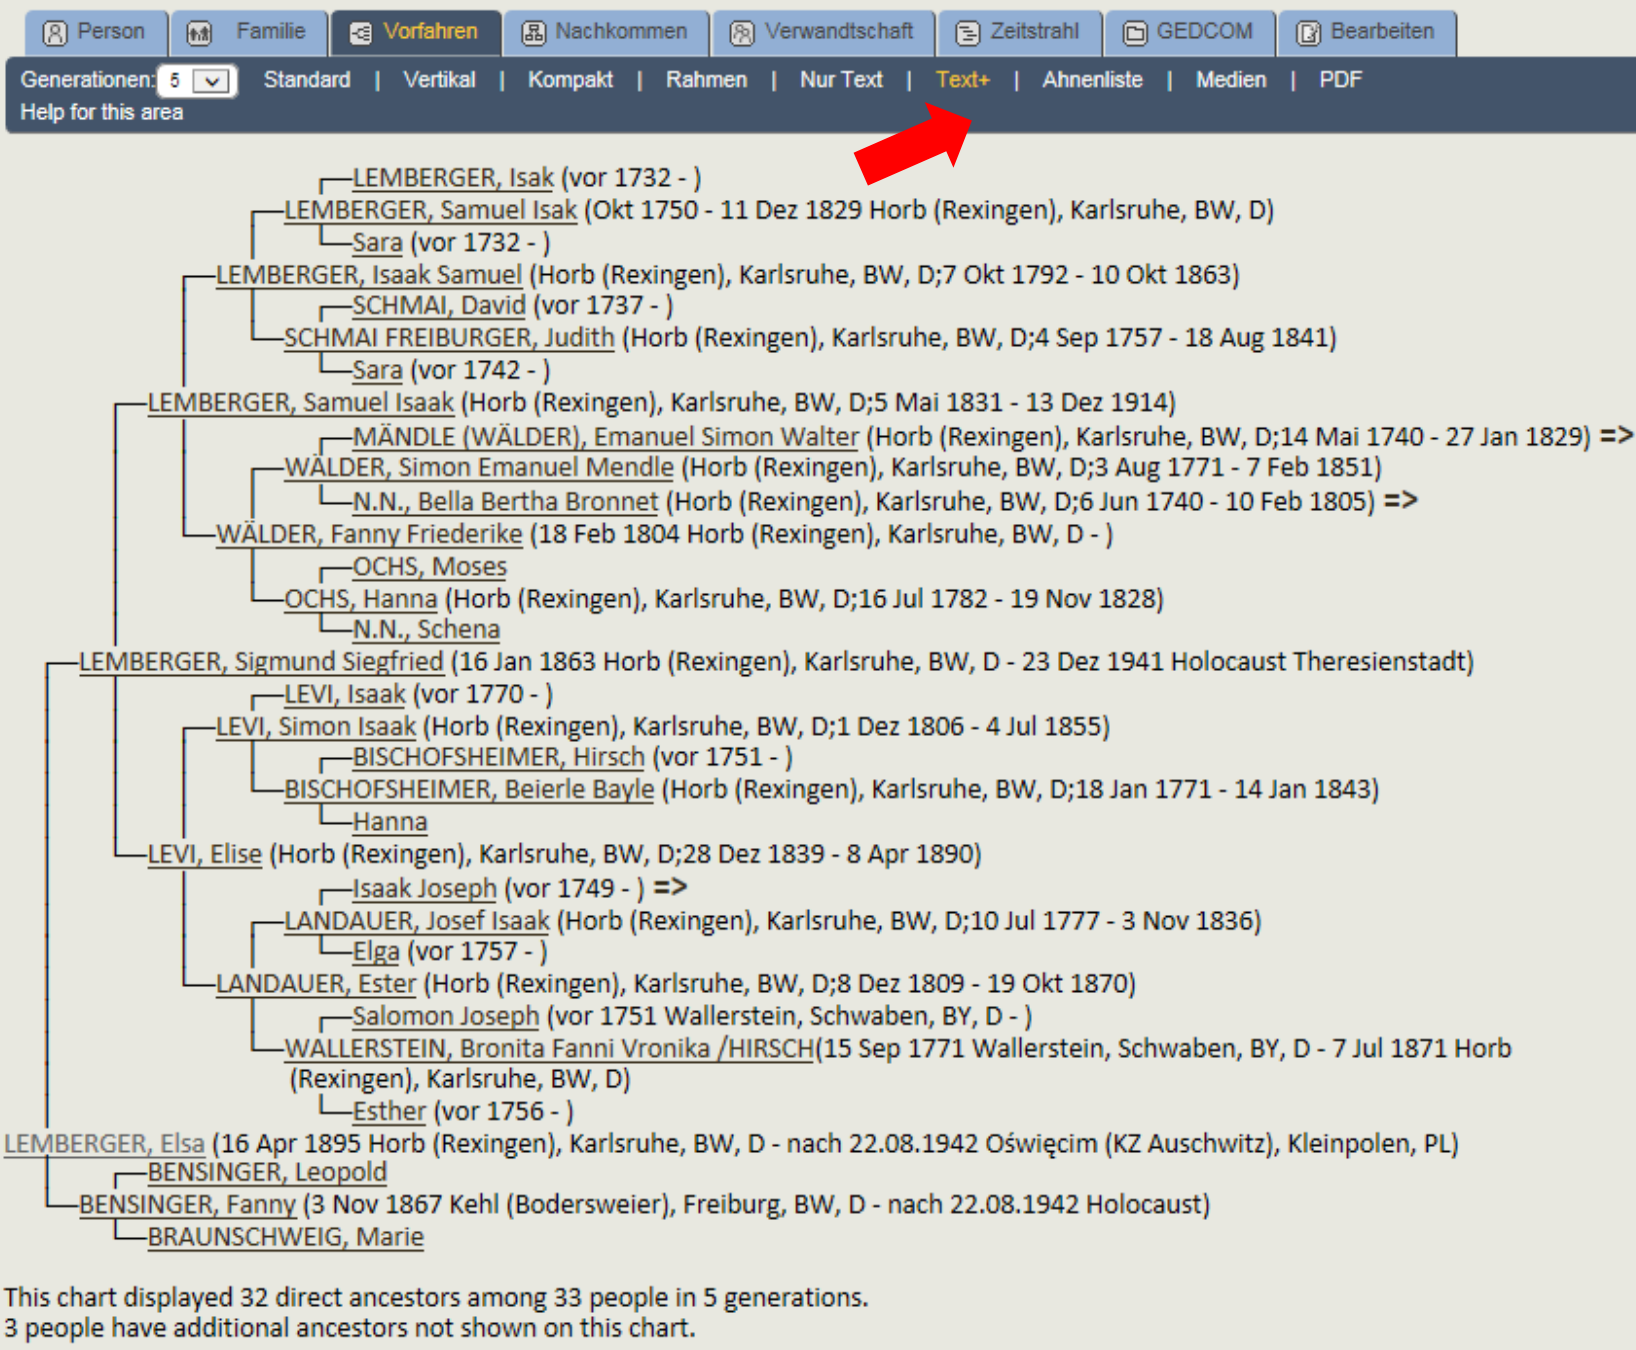 Person Familie Vorfahren Nachkommen Verwandtschaft Zeitstrahl GEDCOM Bearbeiten
Generationen: 5 Standard | Vertikal | Kompakt | Rahmen | Nur Text | Text+ | Ahnenliste | Medien | PDF
Help for this area
LEMBERGER, Isak (vor 1732 - )
LEMBERGER, Samuel Isak (Okt 1750 - 11 Dez 1829 Horb (Rexingen), Karlsruhe, BW, D)
Sara (vor 1732 - )
LEMBERGER, Isaak Samuel (Horb (Rexingen), Karlsruhe, BW, D;7 Okt 1792 - 10 Okt 1863)
SCHMAI, David (vor 1737 - )
SCHMAI FREIBURGER, Judith (Horb (Rexingen), Karlsruhe, BW, D;4 Sep 1757 - 18 Aug 1841)
Sara (vor 1742 - )
LEMBERGER, Samuel Isaak (Horb (Rexingen), Karlsruhe, BW, D;5 Mai 1831 - 13 Dez 1914)
MÄNDLE (WÄLDER), Emanuel Simon Walter (Horb (Rexingen), Karlsruhe, BW, D;14 Mai 1740 - 27 Jan 1829) =>
WÄLDER, Simon Emanuel Mendle (Horb (Rexingen), Karlsruhe, BW, D;3 Aug 1771 - 7 Feb 1851)
N.N., Bella Bertha Bronnet (Horb (Rexingen), Karlsruhe, BW, D;6 Jun 1740 - 10 Feb 1805) =>
WÄLDER, Fanny Friederike (18 Feb 1804 Horb (Rexingen), Karlsruhe, BW, D - )
OCHS, Moses
OCHS, Hanna (Horb (Rexingen), Karlsruhe, BW, D;16 Jul 1782 - 19 Nov 1828)
N.N., Schena
LEMBERGER, Sigmund Siegfried (16 Jan 1863 Horb (Rexingen), Karlsruhe, BW, D - 23 Dez 1941 Holocaust Theresienstadt)
LEVI, Isaak (vor 1770 - )
LEVI, Simon Isaak (Horb (Rexingen), Karlsruhe, BW, D;1 Dez 1806 - 4 Jul 1855)
BISCHOFSHEIMER, Hirsch (vor 1751 - )
BISCHOFSHEIMER, Beierle Bayle (Horb (Rexingen), Karlsruhe, BW, D;18 Jan 1771 - 14 Jan 1843)
Hanna
LEVI, Elise (Horb (Rexingen), Karlsruhe, BW, D;28 Dez 1839 - 8 Apr 1890)
Isaak Joseph (vor 1749 - ) =>
LANDAUER, Josef Isaak (Horb (Rexingen), Karlsruhe, BW, D;10 Jul 1777 - 3 Nov 1836)
Elga (vor 1757 - )
LANDAUER, Ester (Horb (Rexingen), Karlsruhe, BW, D;8 Dez 1809 - 19 Okt 1870)
Salomon Joseph (vor 1751 Wallerstein, Schwaben, BY, D - )
WALLERSTEIN, Bronita Fanni Vronika /HIRSCH(15 Sep 1771 Wallerstein, Schwaben, BY, D - 7 Jul 1871 Horb
(Rexingen), Karlsruhe, BW, D)
Esther (vor 1756 - )
LEMBERGER, Elsa (16 Apr 1895 Horb (Rexingen), Karlsruhe, BW, D - nach 22.08.1942 Oświęcim (KZ Auschwitz), Kleinpolen, PL)
BENSINGER, Leopold
BENSINGER, Fanny (3 Nov 1867 Kehl (Bodersweier), Freiburg, BW, D - nach 22.08.1942 Holocaust)
BRAUNSCHWEIG, Marie
This chart displayed 32 direct ancestors among 33 people in 5 generations.
3 people have additional ancestors not shown on this chart.